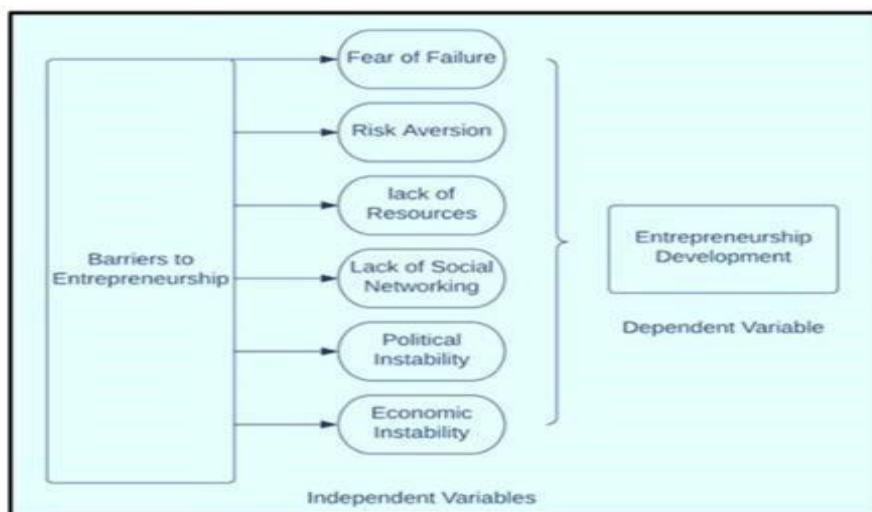 Barriers to
Entrepreneurship
Fear of Failure
Risk Aversion
lack of
Resources
Lack of Social
Networking
Political
Instability
Economic
Instability
Independent Variables
Entrepreneurship
Development
Dependent Variable